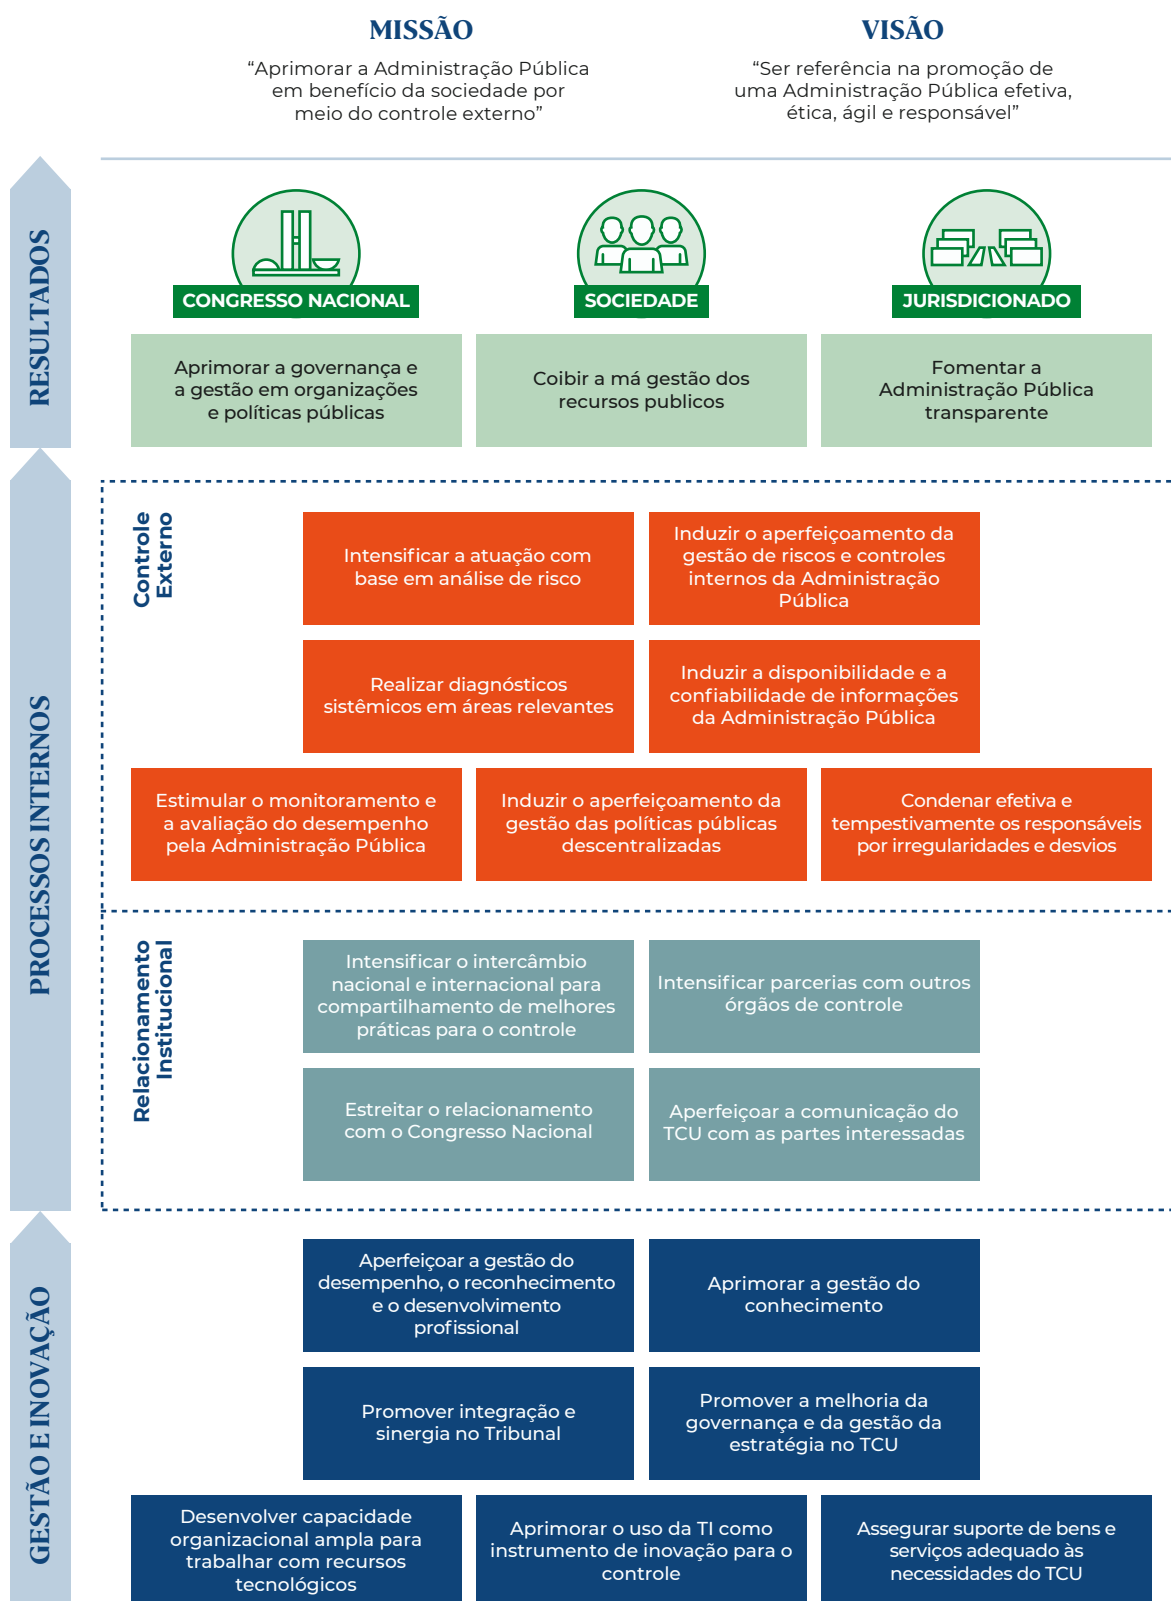 MISSÃO
“Aprimorar a Administração Pública
em benefício da sociedade por
meio do controle externo”
VISÃO
“Ser referência na promoção de
uma Administração Pública efetiva,
ética, ágil e responsável”
RESULTADOS
CONGRESSO NACIONAL
SOCIEDADE
JURISDICIONADO
Aprimorar a governança e
a gestão em organizações
e políticas públicas
Coibir a má gestão dos
recursos publicos
Fomentar a
Administração Pública
transparente
PROCESSOS INTERNOS
Controle
Externo
Intensificar a atuação com
base em análise de risco
Induzir o aperfeiçoamento da
gestão de riscos e controles
internos da Administração
Pública
Realizar diagnósticos
sistêmicos em áreas relevantes
Induzir a disponibilidade e a
confiabilidade de informações
da Administração Pública
Estimular o monitoramento e
a avaliação do desempenho
pela Administração Pública
Induzir o aperfeiçoamento da
gestão das políticas públicas
descentralizadas
Condenar efetiva e
tempestivamente os responsáveis
por irregularidades e desvios
Relacionamento
Institucional
Intensificar o intercâmbio
nacional e internacional para
compartilhamento de melhores
práticas para o controle
Intensificar parcerias com outros
órgãos de controle
Estreitar o relacionamento
com o Congresso Nacional
Aperfeiçoar a comunicação do
TCU com as partes interessadas
GESTÃO E INOVAÇÃO
Aperfeiçoar a gestão do
desempenho, o reconhecimento
e o desenvolvimento
profissional
Aprimorar a gestão do
conhecimento
Promover integração e
sinergia no Tribunal
Promover a melhoria da
governança e da gestão da
estratégia no TCU
Desenvolver capacidade
organizacional ampla para
trabalhar com recursos
tecnológicos
Aprimorar o uso da TI como
instrumento de inovação para o
controle
Assegurar suporte de bens e
serviços adequado às
necessidades do TCU